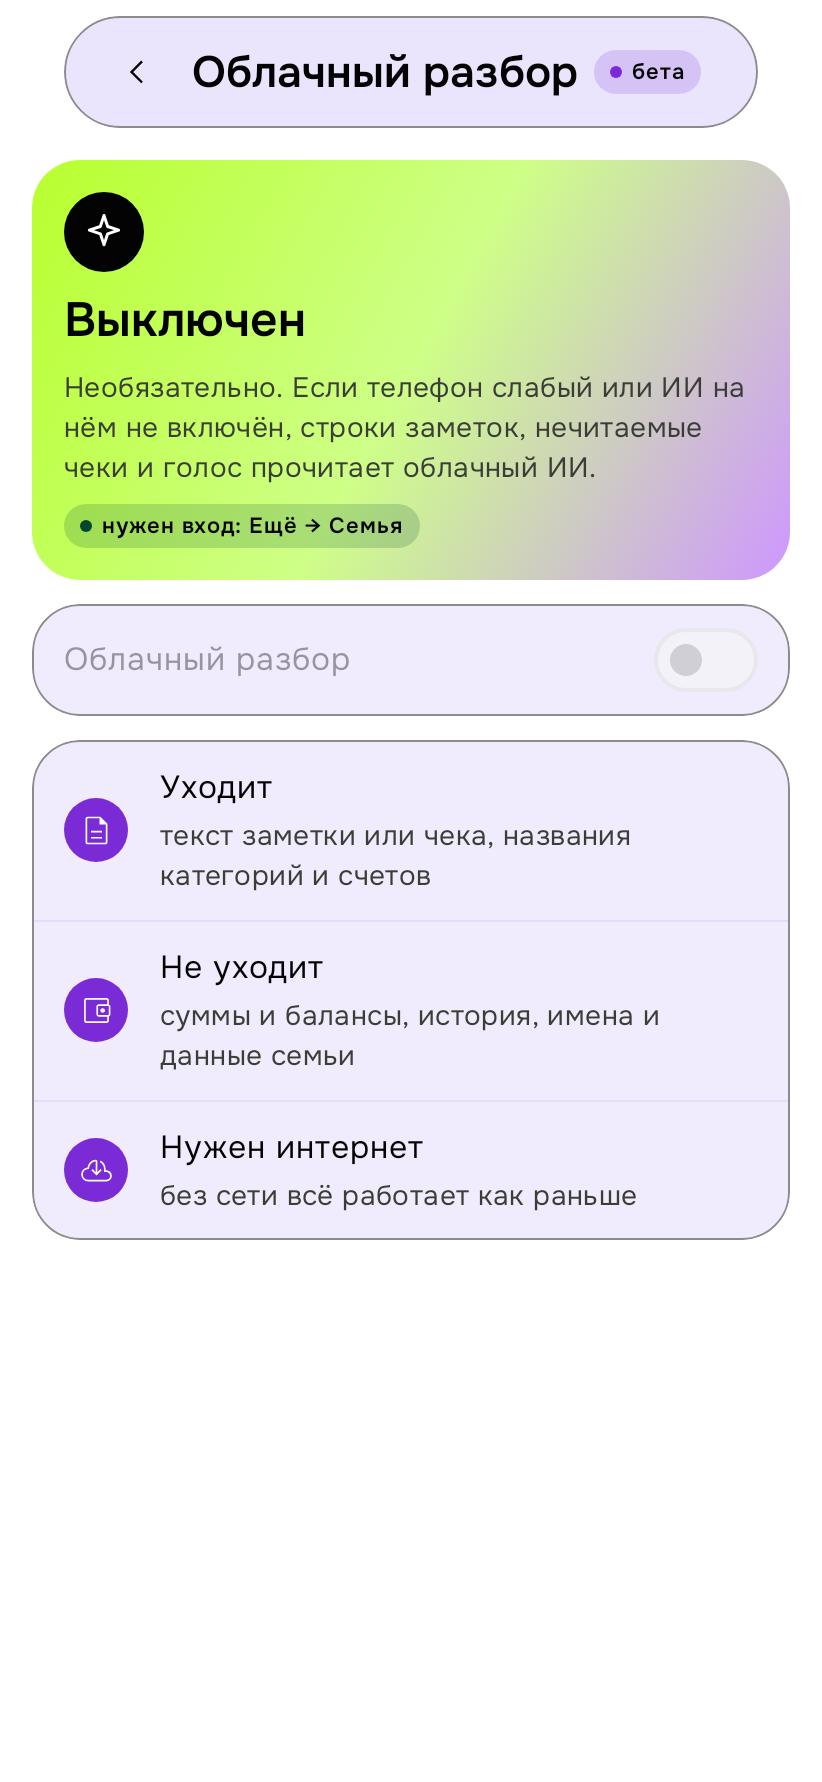 Облачный разбор
бета
Выключен
Необязательно. Если телефон слабый или ИИ на
нём не включён, строки заметок, нечитаемые
чеки и голос прочитает облачный ИИ.
нужен вход: Ещё → Семья
Облачный разбор
Уходит
текст заметки или чека, названия
категорий и счетов
Не уходит
суммы и балансы, история, имена и
данные семьи
Нужен интернет
без сети всё работает как раньше